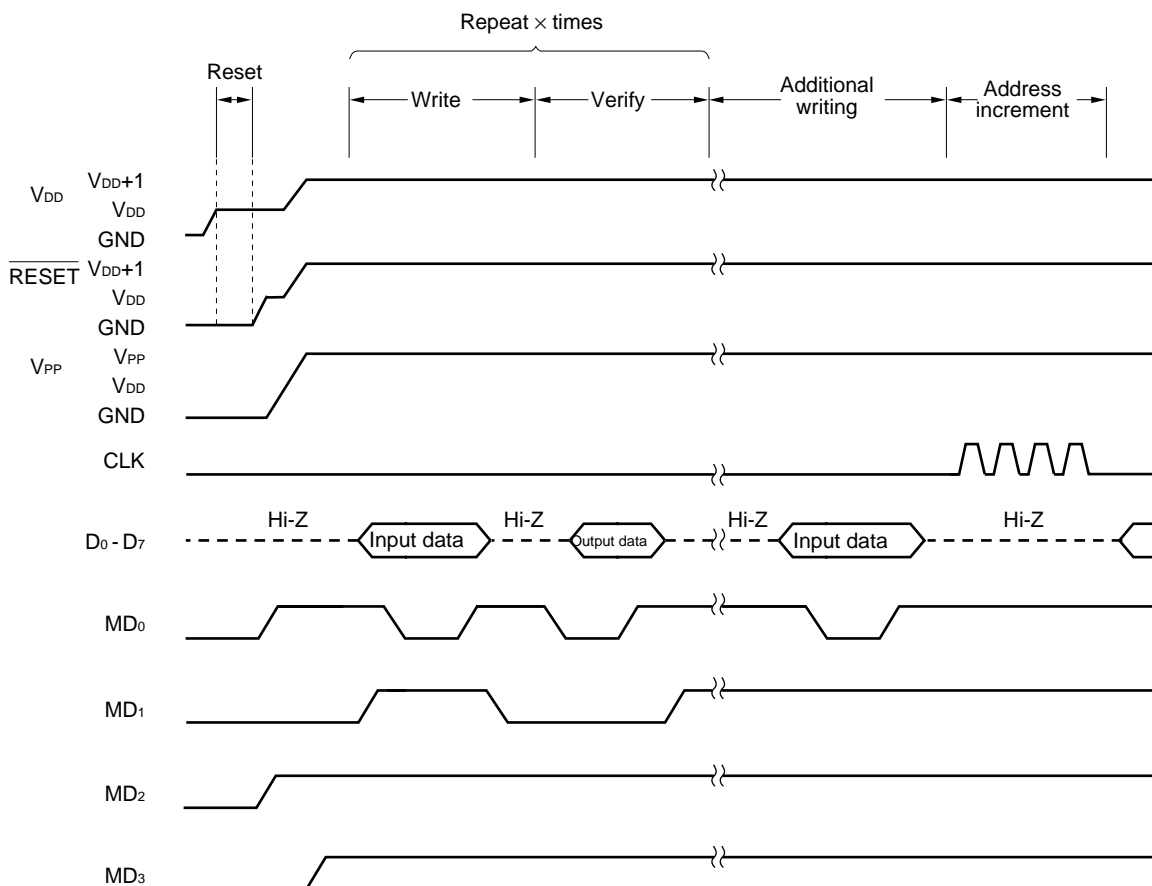 Repeat × times
Reset
Write
Verify
Additional
writing
Address
increment
VDD
VDD+1
VDD
GND
RESET
VDD+1
VDD
GND
VPP
VPP
VDD
GND
CLK
D0 - D7
Hi-Z
Input data
Hi-Z
Output data
Hi-Z
Input data
Hi-Z
MD0
MD1
MD2
MD3